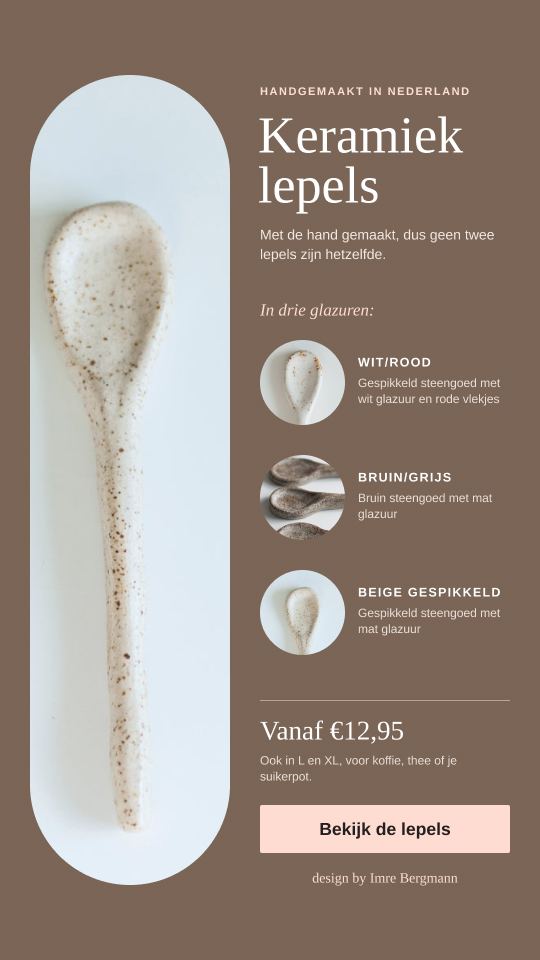 HANDGEMAAKT IN NEDERLAND
Keramiek
lepels
Met de hand gemaakt, dus geen twee
lepels zijn hetzelfde.
In drie glazuren:
WIT/ROOD
Gespikkeld steengoed met
wit glazuur en rode vlekjes
BRUIN/GRIJS
Bruin steengoed met mat
glazuur
BEIGE GESPIKKELD
Gespikkeld steengoed met
mat glazuur
Vanaf €12,95
Ook in L en XL, voor koffie, thee of je
suikerpot.
Bekijk de lepels
design by Imre Bergmann